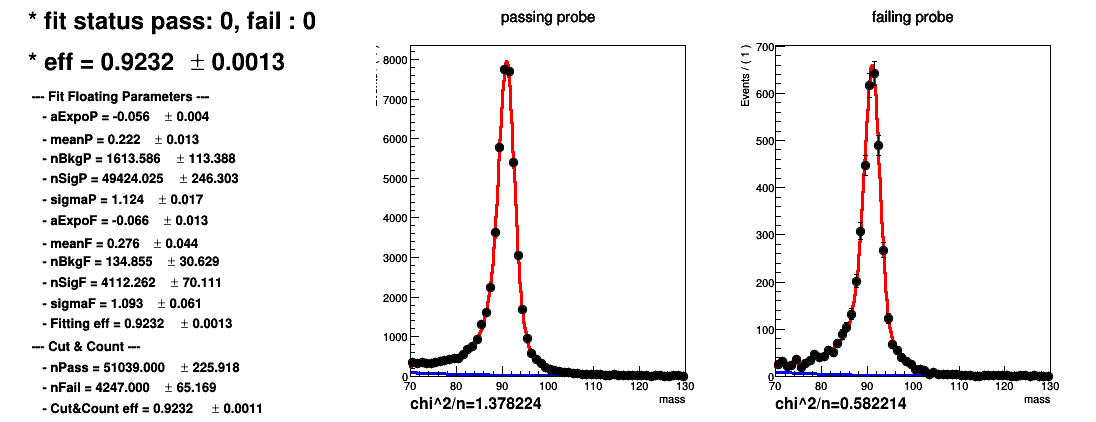 * fit status pass: 0, fail : 0
* eff = 0.9232 ± 0.0013
--- Fit Floating Parameters ---
- aExpoP = -0.056 ± 0.004
- meanP = 0.222 ± 0.013
- nBkgP = 1613.586 ± 113.388
- nSigP = 49424.025 ± 246.303
- sigmaP = 1.124 ± 0.017
- aExpoF = -0.066 ± 0.013
- meanF = 0.276 ± 0.044
- nBkgF = 134.855 ± 30.629
- nSigF = 4112.262 ± 70.111
- sigmaF = 1.093 ± 0.061
- Fitting eff = 0.9232 ± 0.0013
--- Cut & Count ---
- nPass = 51039.000 ± 225.918
- nFail = 4247.000 ± 65.169
- Cut&Count eff = 0.9232 ± 0.0011
passing probe
8000
7000
6000
5000
4000
3000
2000
1000
0
70 80 90 100 110 120 130
mass
chi^2/n=1.378224
failing probe
Events / ( 1 )
700
600
500
400
300
200
100
0
70 80 90 100 110 120 130
mass
chi^2/n=0.582214